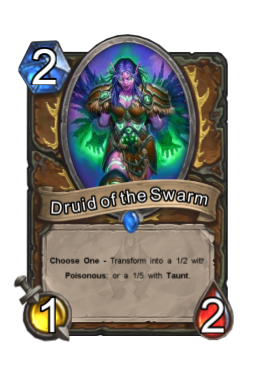 2
Druid of the Swarm
Choose One - Transform into a 1/2 with
Poisonous; or a 1/5 with Taunt.
1
2